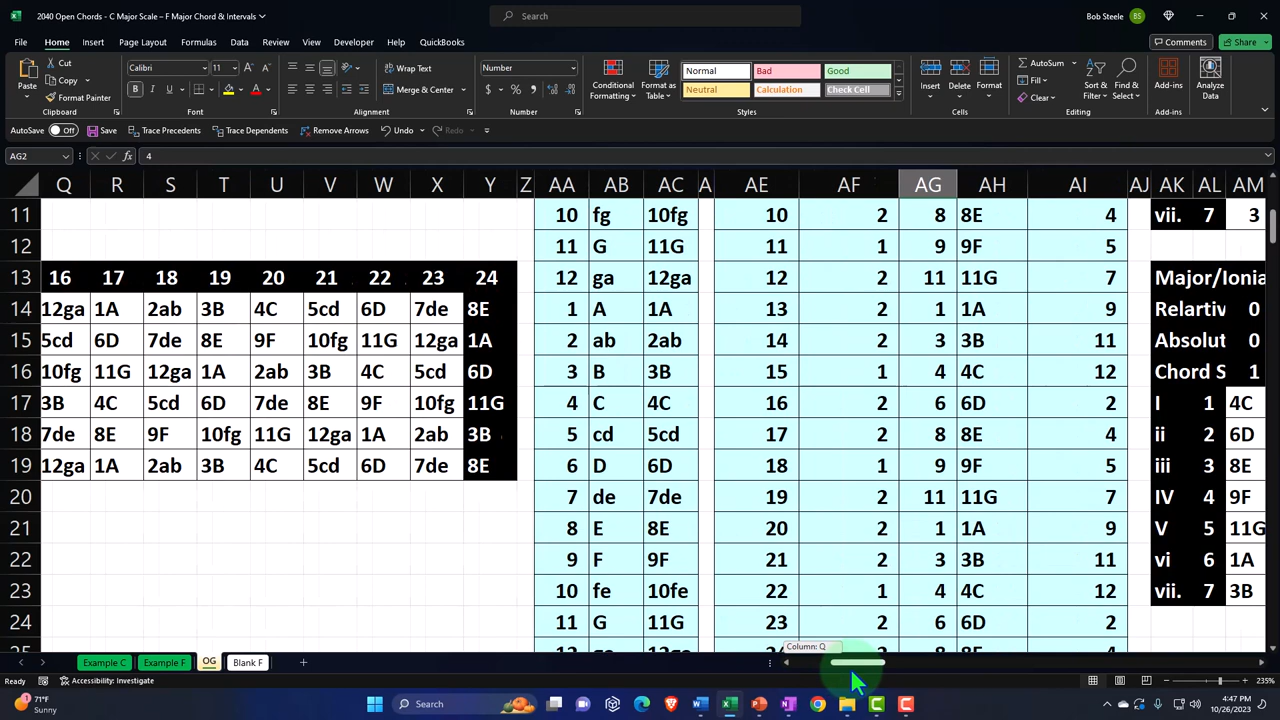 2040 Open Chords - C Major Scale – F Major Chord & Intervals
Search
Bob Steele BS
File Home Insert Page Layout Formulas Data Review View Developer Help QuickBooks
Comments Share
Paste Cut Copy Format Painter
Calibri 11 Wrap Text Number
B I U Merge & Center $ % ,
Conditional Formatting Format as Table
Normal Bad Good
Neutral Calculation Check Cell
Insert Delete Format
AutoSum Fill Clear
Sort & Filter Find & Select
Add-ins Analyze Data
Clipboard Font Alignment Number Styles Cells Editing Add-ins
AutoSave Off Save Trace Precedents Trace Dependents Remove Arrows Undo Redo
AG2 fx 4
Q R S T U V W X Y Z AA AB AC A AE AF AG AH AI AJ AK AL AM
11 10 fg 10fg 10 2 8 8E 4 vii. 7 3
12 11 G 11G 11 1 9 9F 5
13 16 17 18 19 20 21 22 23 24 12 ga 12ga 12 2 11 11G 7 Major/Ionia
14 12ga 1A 2ab 3B 4C 5cd 6D 7de 8E 1 A 1A 13 2 1 1A 9 Relartiv 0
15 5cd 6D 7de 8E 9F 10fg 11G 12ga 1A 2 ab 2ab 14 2 3 3B 11 Absolut 0
16 10fg 11G 12ga 1A 2ab 3B 4C 5cd 6D 3 B 3B 15 1 4 4C 12 Chord S 1
17 3B 4C 5cd 6D 7de 8E 9F 10fg 11G 4 C 4C 16 2 6 6D 2 I 1 4C
18 7de 8E 9F 10fg 11G 12ga 1A 2ab 3B 5 cd 5cd 17 2 8 8E 4 ii 2 6D
19 12ga 1A 2ab 3B 4C 5cd 6D 7de 8E 6 D 6D 18 1 9 9F 5 iii 3 8E
20 7 de 7de 19 2 11 11G 7 IV 4 9F
21 8 E 8E 20 2 1 1A 9 V 5 11G
22 9 F 9F 21 2 3 3B 11 vi 6 1A
23 10 fe 10fe 22 1 4 4C 12 vii. 7 3B
24 11 G 11G 23 2 6 6D 2
Column: Q
Example C Example F OG Blank F
Ready Accessibility: Investigate 235%
71°F
Sunny
Search
4:47 PM
10/26/2023